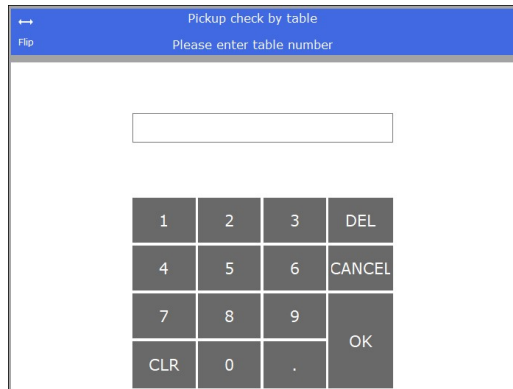 Pickup check by table
Flip
Please enter table number
1 2 3 DEL
4 5 6 CANCEL
7 8 9
OK
CLR 0 .